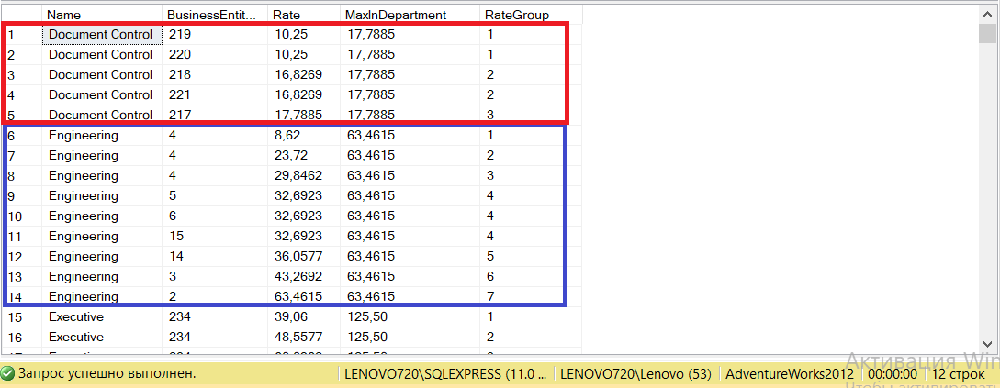 Name BusinessEntit... Rate MaxInDepartment RateGroup
1 Document Control 219 10,25 17,7885 1
2 Document Control 220 10,25 17,7885 1
3 Document Control 218 16,8269 17,7885 2
4 Document Control 221 16,8269 17,7885 2
5 Document Control 217 17,7885 17,7885 3
6 Engineering 4 8,62 63,4615 1
7 Engineering 4 23,72 63,4615 2
8 Engineering 4 29,8462 63,4615 3
9 Engineering 5 32,6923 63,4615 4
10 Engineering 6 32,6923 63,4615 4
11 Engineering 15 32,6923 63,4615 4
12 Engineering 14 36,0577 63,4615 5
13 Engineering 3 43,2692 63,4615 6
14 Engineering 2 63,4615 63,4615 7
15 Executive 234 39,06 125,50 1
16 Executive 234 48,5577 125,50 2
Активация Win
Запрос успешно выполнен. LENOVO720\SQLEXPRESS (11.0 ... LENOVO720\Lenovo (53) AdventureWorks2012 00:00:00 12 строк
Чтобы активировать